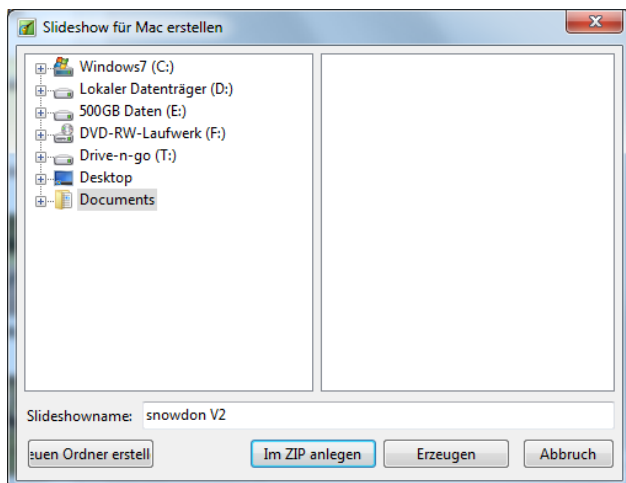 Slideshow für Mac erstellen
Windows7 (C:)
Lokaler Datenträger (D:)
500GB Daten (E:)
DVD-RW-Laufwerk (F:)
Drive-n-go (T:)
Desktop
Documents
Slideshowname: snowdon V2
euen Ordner erstell Im ZIP anlegen Erzeugen Abbruch